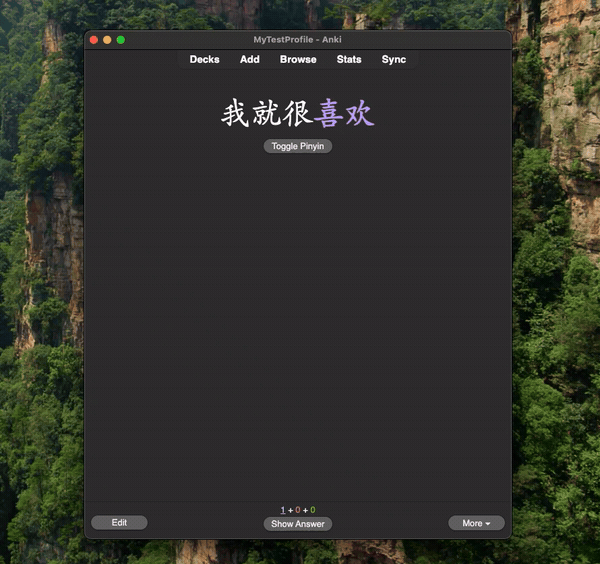 MyTestProfile - Anki
Decks Add Browse Stats Sync
我就很喜欢
Toggle Pinyin
1 + 0 + 0
Edit Show Answer More